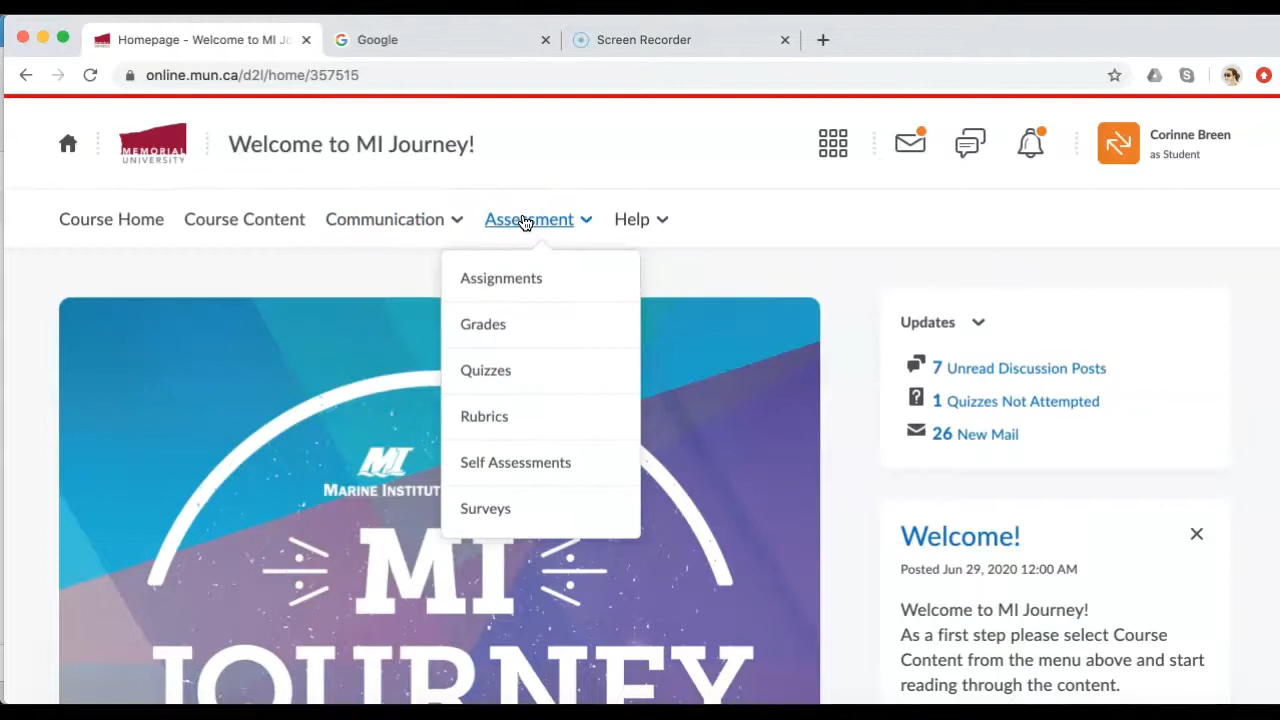 Homepage - Welcome to MI Jo
Google
Screen Recorder
online.mun.ca/d2l/home/357515
MEMORIAL
UNIVERSITY
Welcome to MI Journey!
Corinne Breen
as Student
Course Home
Course Content
Communication
Assessment
Help
Assignments
Grades
Quizzes
Rubrics
Self Assessments
Surveys
MI
MARINE INSTITUT
MI
JOURNEY
Updates
7 Unread Discussion Posts
1 Quizzes Not Attempted
26 New Mail
Welcome!
Posted Jun 29, 2020 12:00 AM
Welcome to MI Journey!
As a first step please select Course
Content from the menu above and start
reading through the content.